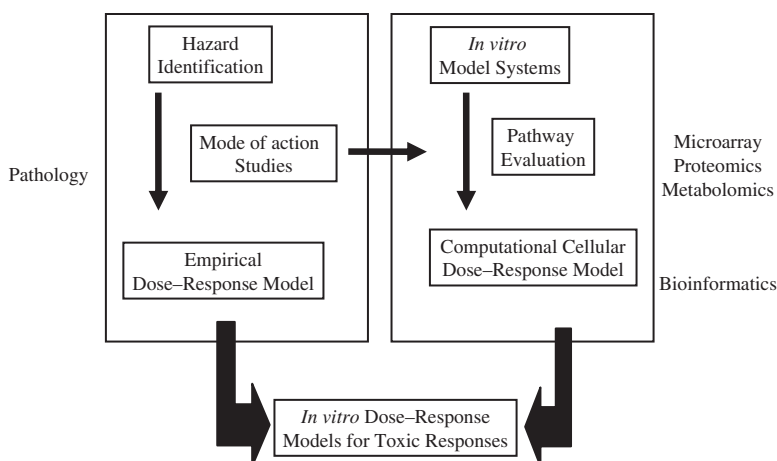 Hazard
Identification
Mode of action
Studies
Pathology
Empirical
Dose–Response Model
In vitro
Model Systems
Pathway
Evaluation
Computational Cellular
Dose–Response Model
Microarray
Proteomics
Metabolomics
Bioinformatics
In vitro Dose–Response
Models for Toxic Responses